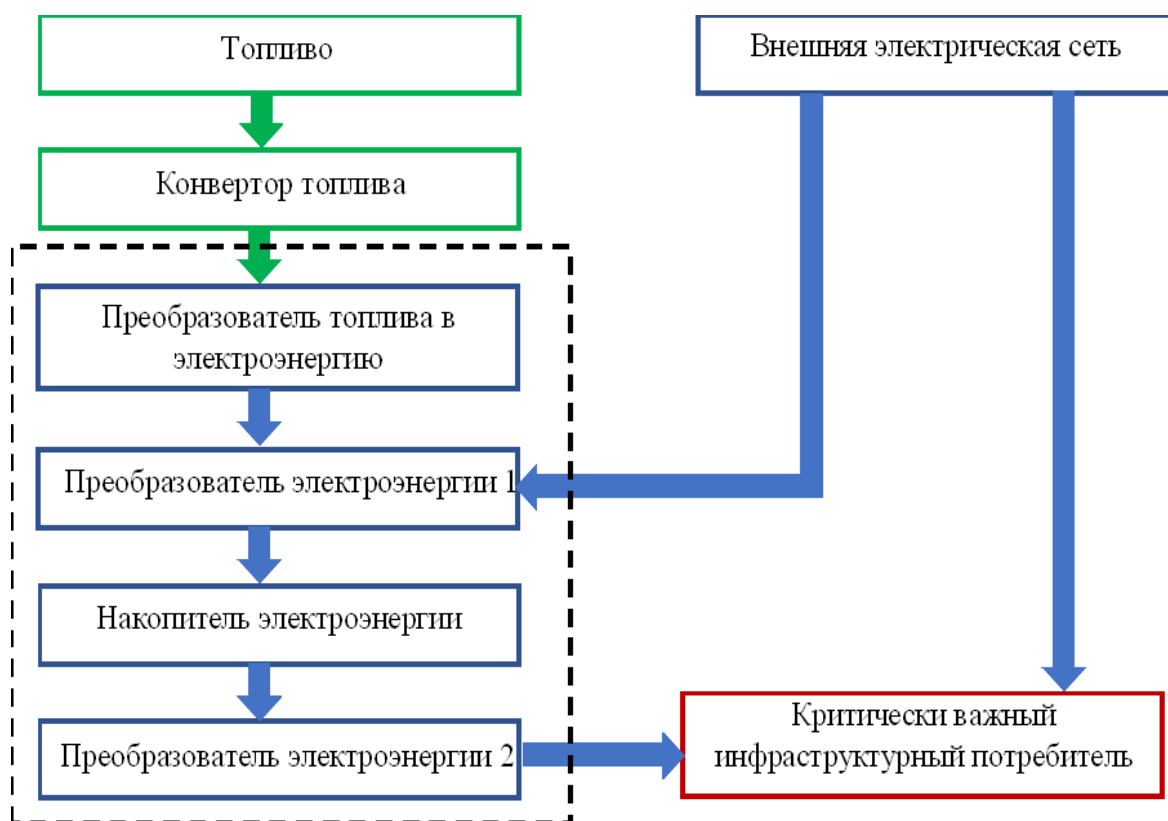 Топливо
Внешняя электрическая сеть
Конвертор топлива
Преобразователь топлива в
электроэнергию
Преобразователь электроэнергии 1
Накопитель электроэнергии
Преобразователь электроэнергии 2
Критически важный
инфраструктурный потребитель